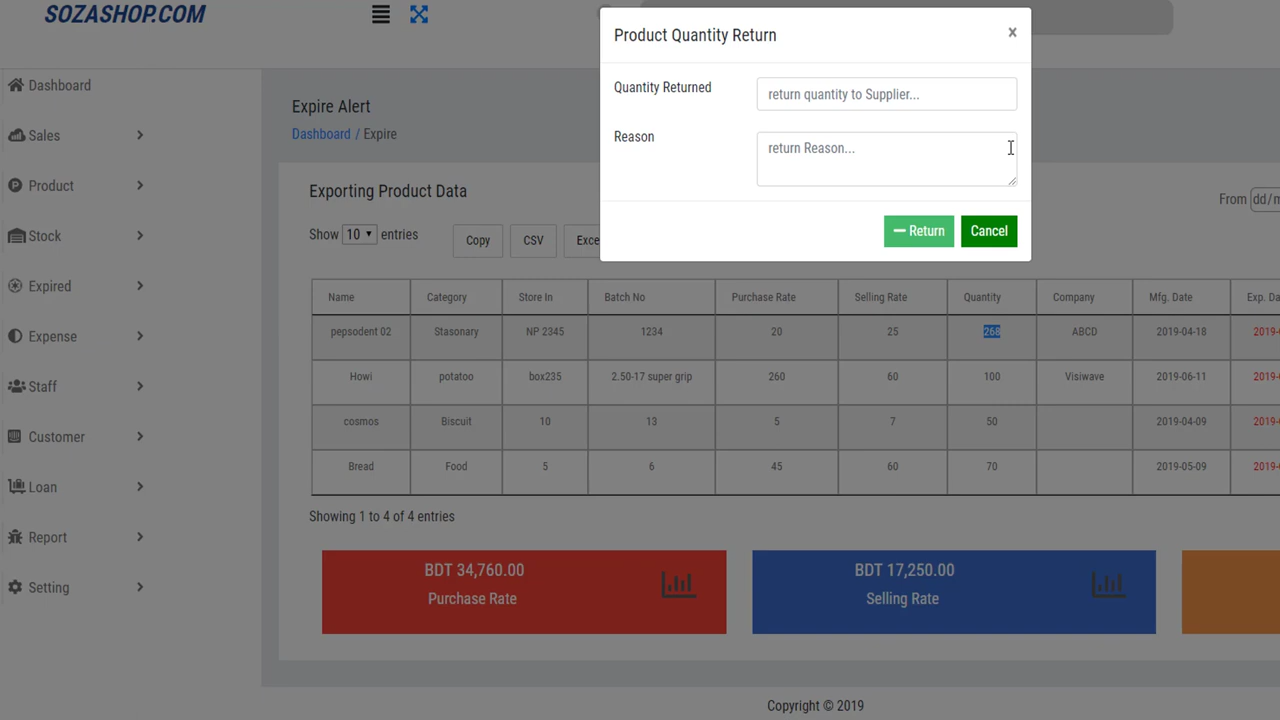 SOZASHOP.COM
Product Quantity Return
×
Quantity Returned
return quantity to Supplier...
Reason
return Reason...
Return
Cancel
Dashboard
Sales
Product
Stock
Expired
Expense
Staff
Customer
Loan
Report
Setting
Expire Alert
Dashboard / Expire
Exporting Product Data
From
Show 10 entries
Copy
CSV
Name Category Store In Batch No Purchase Rate Selling Rate Quantity Company Mfg. Date Exp.
pepsodent 02 Stasonary NP 2345 1234 20 25 268 ABCD 2019-04-18
Howi potatoo box235 2.50-17 super grip 260 60 100 Visiwave 2019-06-11
cosmos Biscuit 10 13 5 7 50 2019-04-09
Bread Food 5 6 45 60 70 2019-05-09
Showing 1 to 4 of 4 entries
BDT 34,760.00
Purchase Rate
BDT 17,250.00
Selling Rate
Copyright © 2019